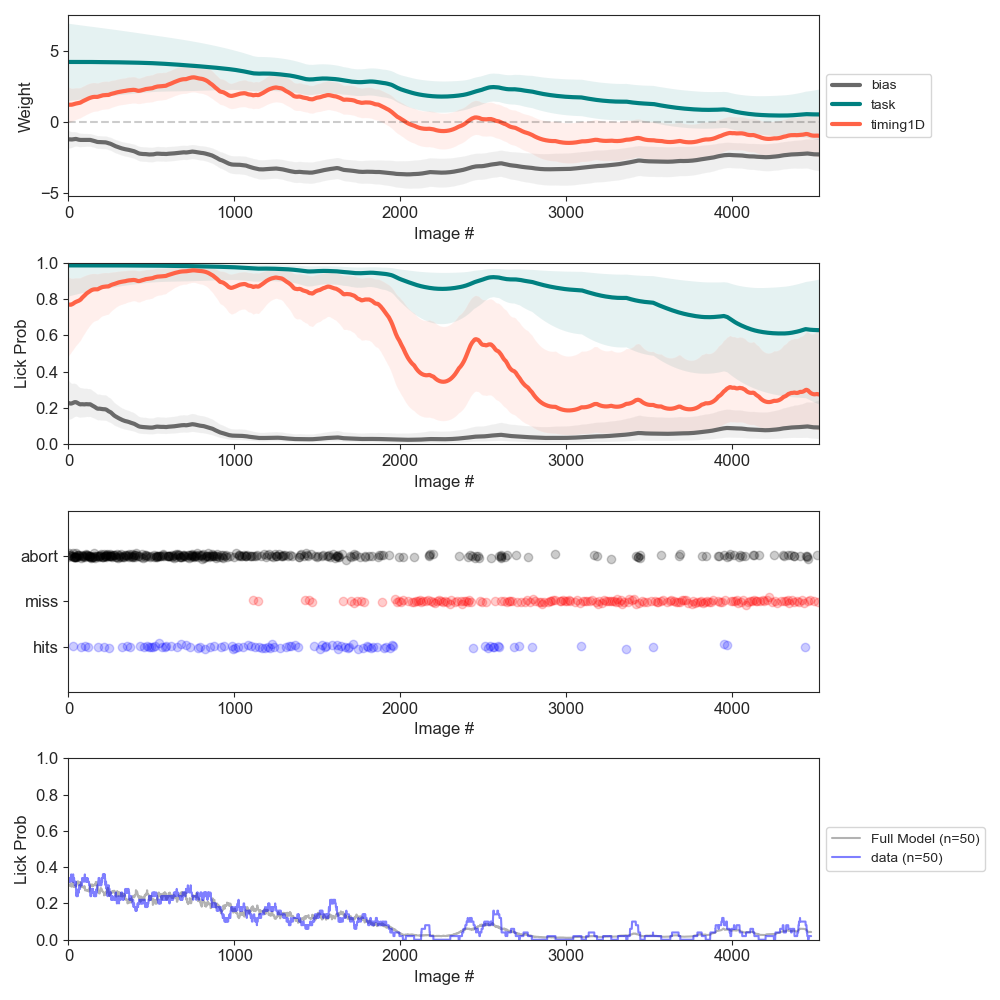 Weight
5
0
−5
0
1000
2000
3000
4000
Image #
bias
task
timing1D
Lick Prob
1.0
0.8
0.6
0.4
0.2
0.0
0
1000
2000
3000
4000
Image #
abort
miss
hits
0
1000
2000
3000
4000
Image #
Lick Prob
1.0
0.8
0.6
0.4
0.2
0.0
0
1000
2000
3000
4000
Image #
Full Model (n=50)
data (n=50)